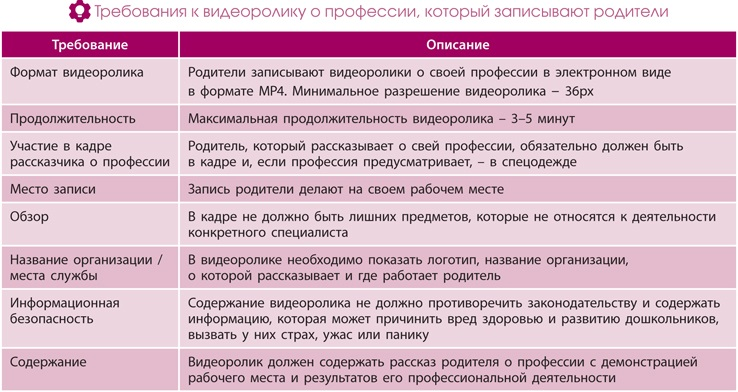 Требования к видеоролику о профессии, который записывают родители
Требование
Описание
Формат видеоролика
Родители записывают видеоролики о своей профессии в электронном виде
в формате MP4. Минимальное разрешение видеоролика – 36px
Продолжительность
Максимальная продолжительность видеоролика – 3–5 минут
Участие в кадре
рассказчика о профессии
Родитель, который рассказывает о свей профессии, обязательно должен быть
в кадре и, если профессия предусматривает, – в спецодежде
Место записи
Запись родители делают на своем рабочем месте
Обзор
В кадре не должно быть лишних предметов, которые не относятся к деятельности
конкретного специалиста
Название организации /
места службы
В видеоролике необходимо показать логотип, название организации,
о которой рассказывает и где работает родитель
Информационная
безопасность
Содержание видеоролика не должно противоречить законодательству и содержать
информацию, которая может причинить вред здоровью и развитию дошкольников,
вызвать у них страх, ужас или панику
Содержание
Видеоролик должен содержать рассказ родителя о профессии с демонстрацией
рабочего места и результатов его профессиональной деятельности